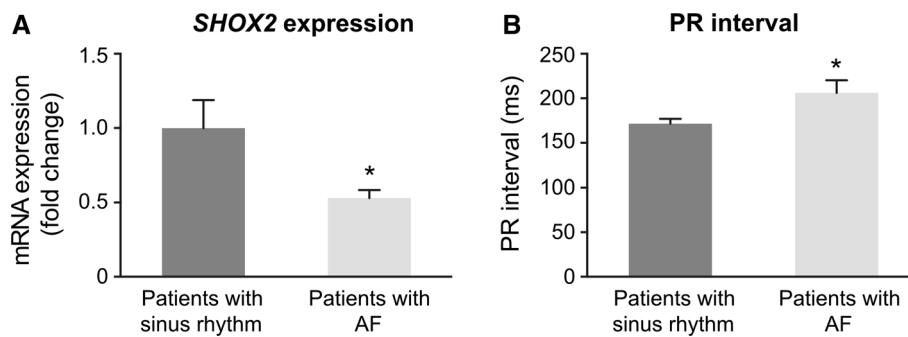 A
SHOX2 expression
mRNA expression
(fold change)
1.5
1.0
0.5
0
*
Patients with
sinus rhythm
Patients with
AF
B
PR interval
PR interval (ms)
250
200
150
100
50
0
*
Patients with
sinus rhythm
Patients with
AF